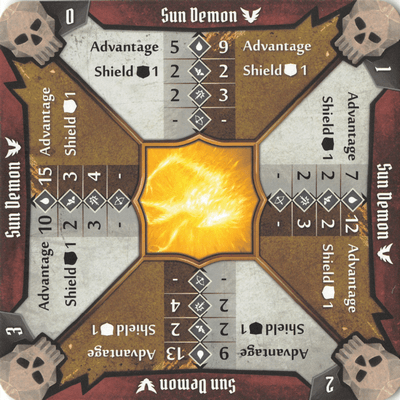 0
Sun Demon
Advantage 5 9 Advantage
Shield 1 2 2 Shield 1
2 3
- -
1
Sun Demon
Advantage 7 12 Advantage
Shield 1 2 2 Shield 1
2 3
- -
2
Sun Demon
Advantage 9 13 Advantage
Shield 1 2 2 Shield 1
2 4
- -
3
Sun Demon
Advantage 10 15 Advantage
Shield 1 2 3 Shield 1
3 4
- -